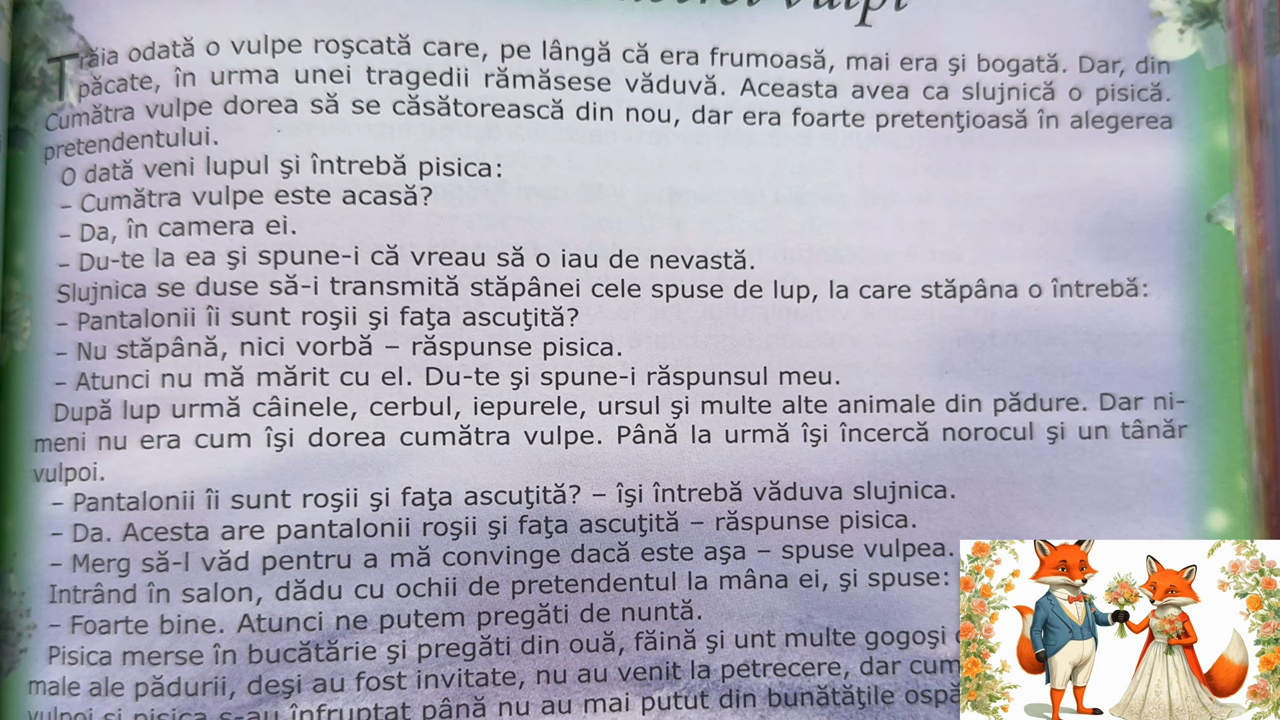 vulpi
Trăia odată o vulpe roşcată care, pe lângă că era frumoasă, mai era şi bogată. Dar, din
păcate, în urma unei tragedii rămăsese văduvă. Aceasta avea ca slujnică o pisică.
Cumătra vulpe dorea să se căsătorească din nou, dar era foarte pretenţioasă în alegerea
pretendentului.
O dată veni lupul şi întrebă pisica:
– Cumătra vulpe este acasă?
– Da, în camera ei.
– Du-te la ea şi spune-i că vreau să o iau de nevastă.
Slujnica se duse să-i transmită stăpânei cele spuse de lup, la care stăpâna o întrebă:
– Pantalonii îi sunt roşii şi faţa ascuţită?
– Nu stăpână, nici vorbă – răspunse pisica.
– Atunci nu mă mărit cu el. Du-te şi spune-i răspunsul meu.
După lup urmă câinele, cerbul, iepurele, ursul şi multe alte animale din pădure. Dar ni-
meni nu era cum îşi dorea cumătra vulpe. Până la urmă îşi încercă norocul şi un tânăr
vulpoi.
– Pantalonii îi sunt roşii şi faţa ascuţită? – îşi întrebă văduva slujnica.
– Da. Acesta are pantalonii roşii şi faţa ascuţită – răspunse pisica.
– Merg să-l văd pentru a mă convinge dacă este aşa – spuse vulpea.
Intrând în salon, dădu cu ochii de pretendentul la mâna ei, şi spuse:
– Foarte bine. Atunci ne putem pregăti de nuntă.
Pisica merse în bucătărie şi pregăti din ouă, făină şi unt multe gogoşi
male ale pădurii, deşi au fost invitate, nu au venit la petrecere, dar cum
vulpoi şi pisica s-au înfruptat până nu au mai putut din bunătăţile